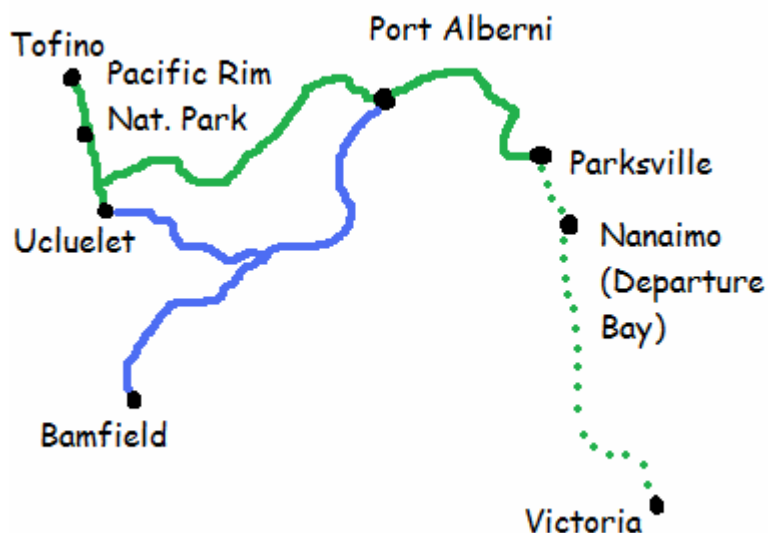 Port Alberni
Tofino
Pacific Rim
Nat. Park
Parksville
Ucluelet
Nanaimo
(Departure
Bay)
Bamfield
Victoria